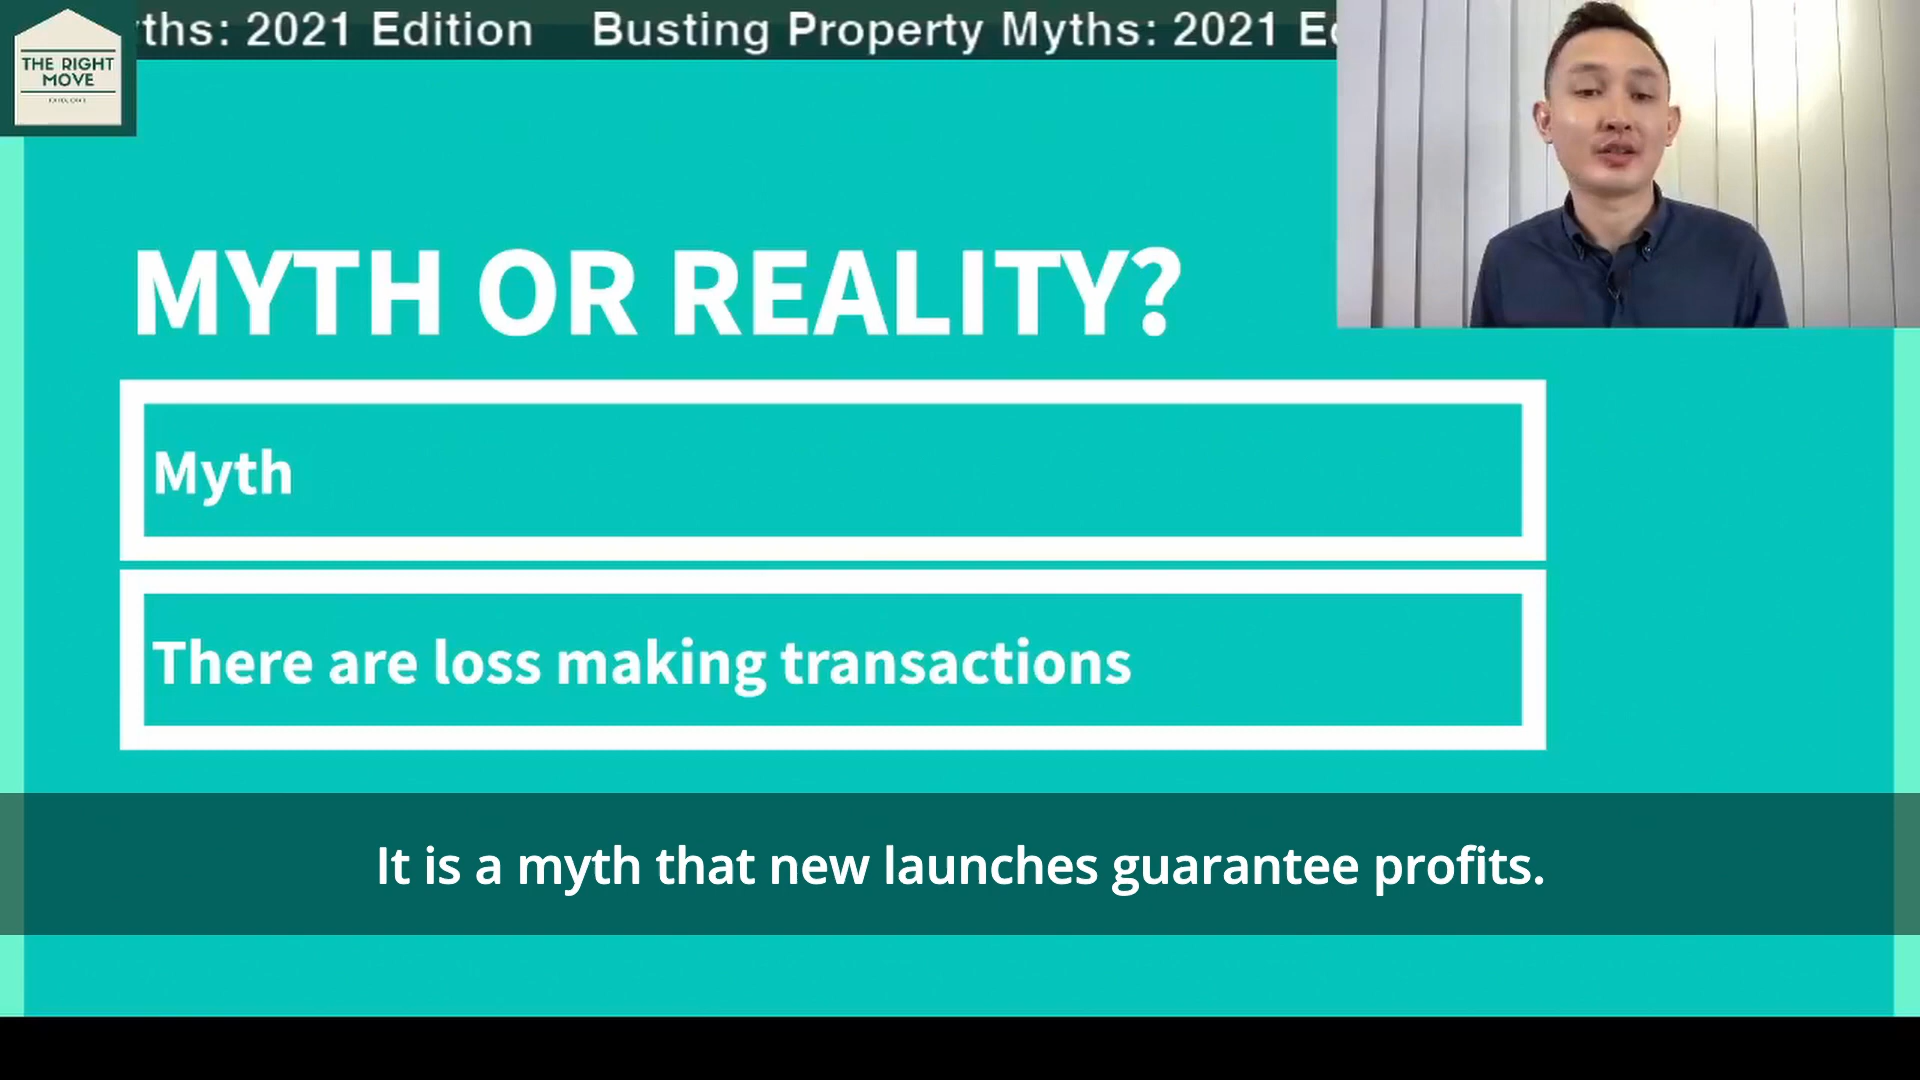 ths: 2021 Edition Busting Property Myths: 2021 Ed
THE RIGHT
MOVE
MYTH OR REALITY?
Myth
There are loss making transactions
It is a myth that new launches guarantee profits.